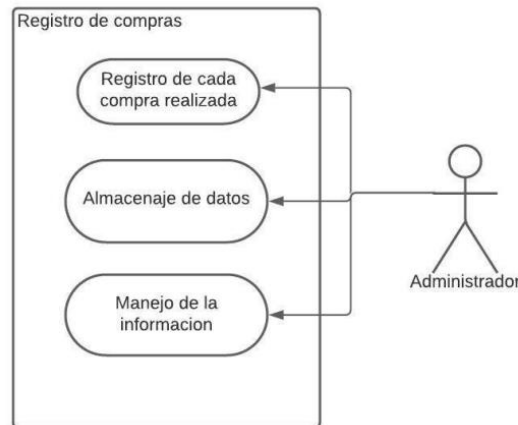 Registro de compras
Registro de cada
compra realizada
Almacenaje de datos
Manejo de la
informacion
Administrador